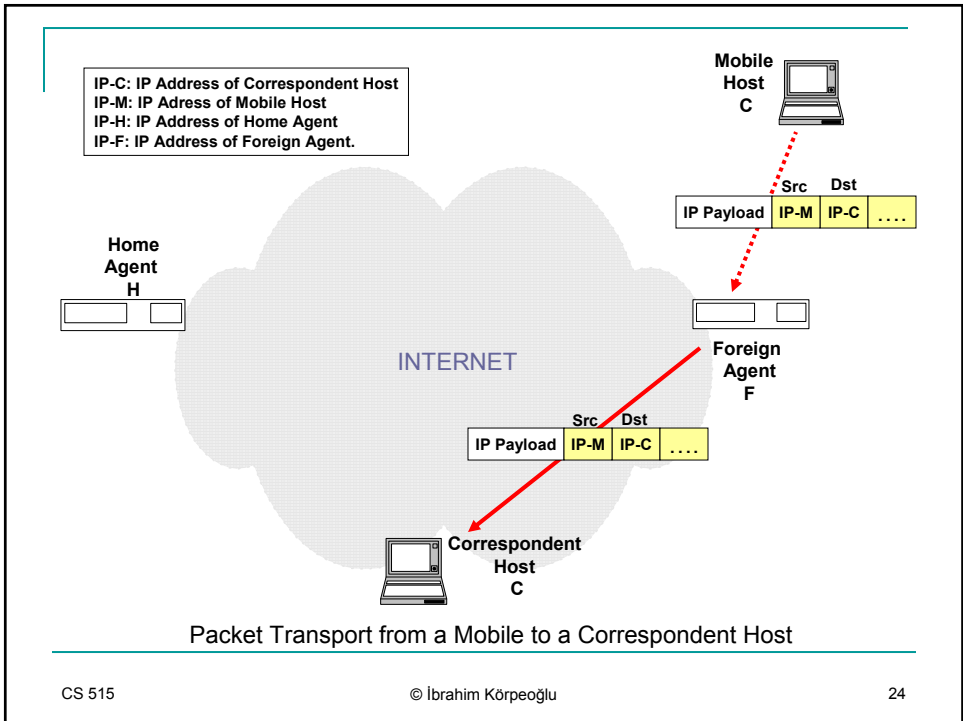 IP-C: IP Address of Correspondent Host
IP-M: IP Adress of Mobile Host
IP-H: IP Address of Home Agent
IP-F: IP Address of Foreign Agent.
Mobile
Host
C
Src Dst
IP Payload IP-M IP-C ....
Home
Agent
H
INTERNET
Foreign
Agent
F
Src Dst
IP Payload IP-M IP-C ....
Correspondent
Host
C
Packet Transport from a Mobile to a Correspondent Host
CS 515 © İbrahim Körpeoğlu 24